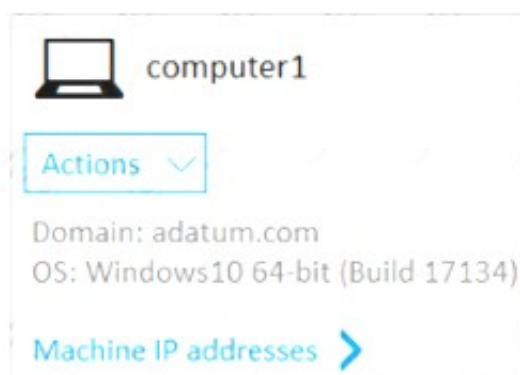 computer1
Actions
Domain: adatum.com
OS: Windows10 64-bit (Build 17134)
Machine IP addresses